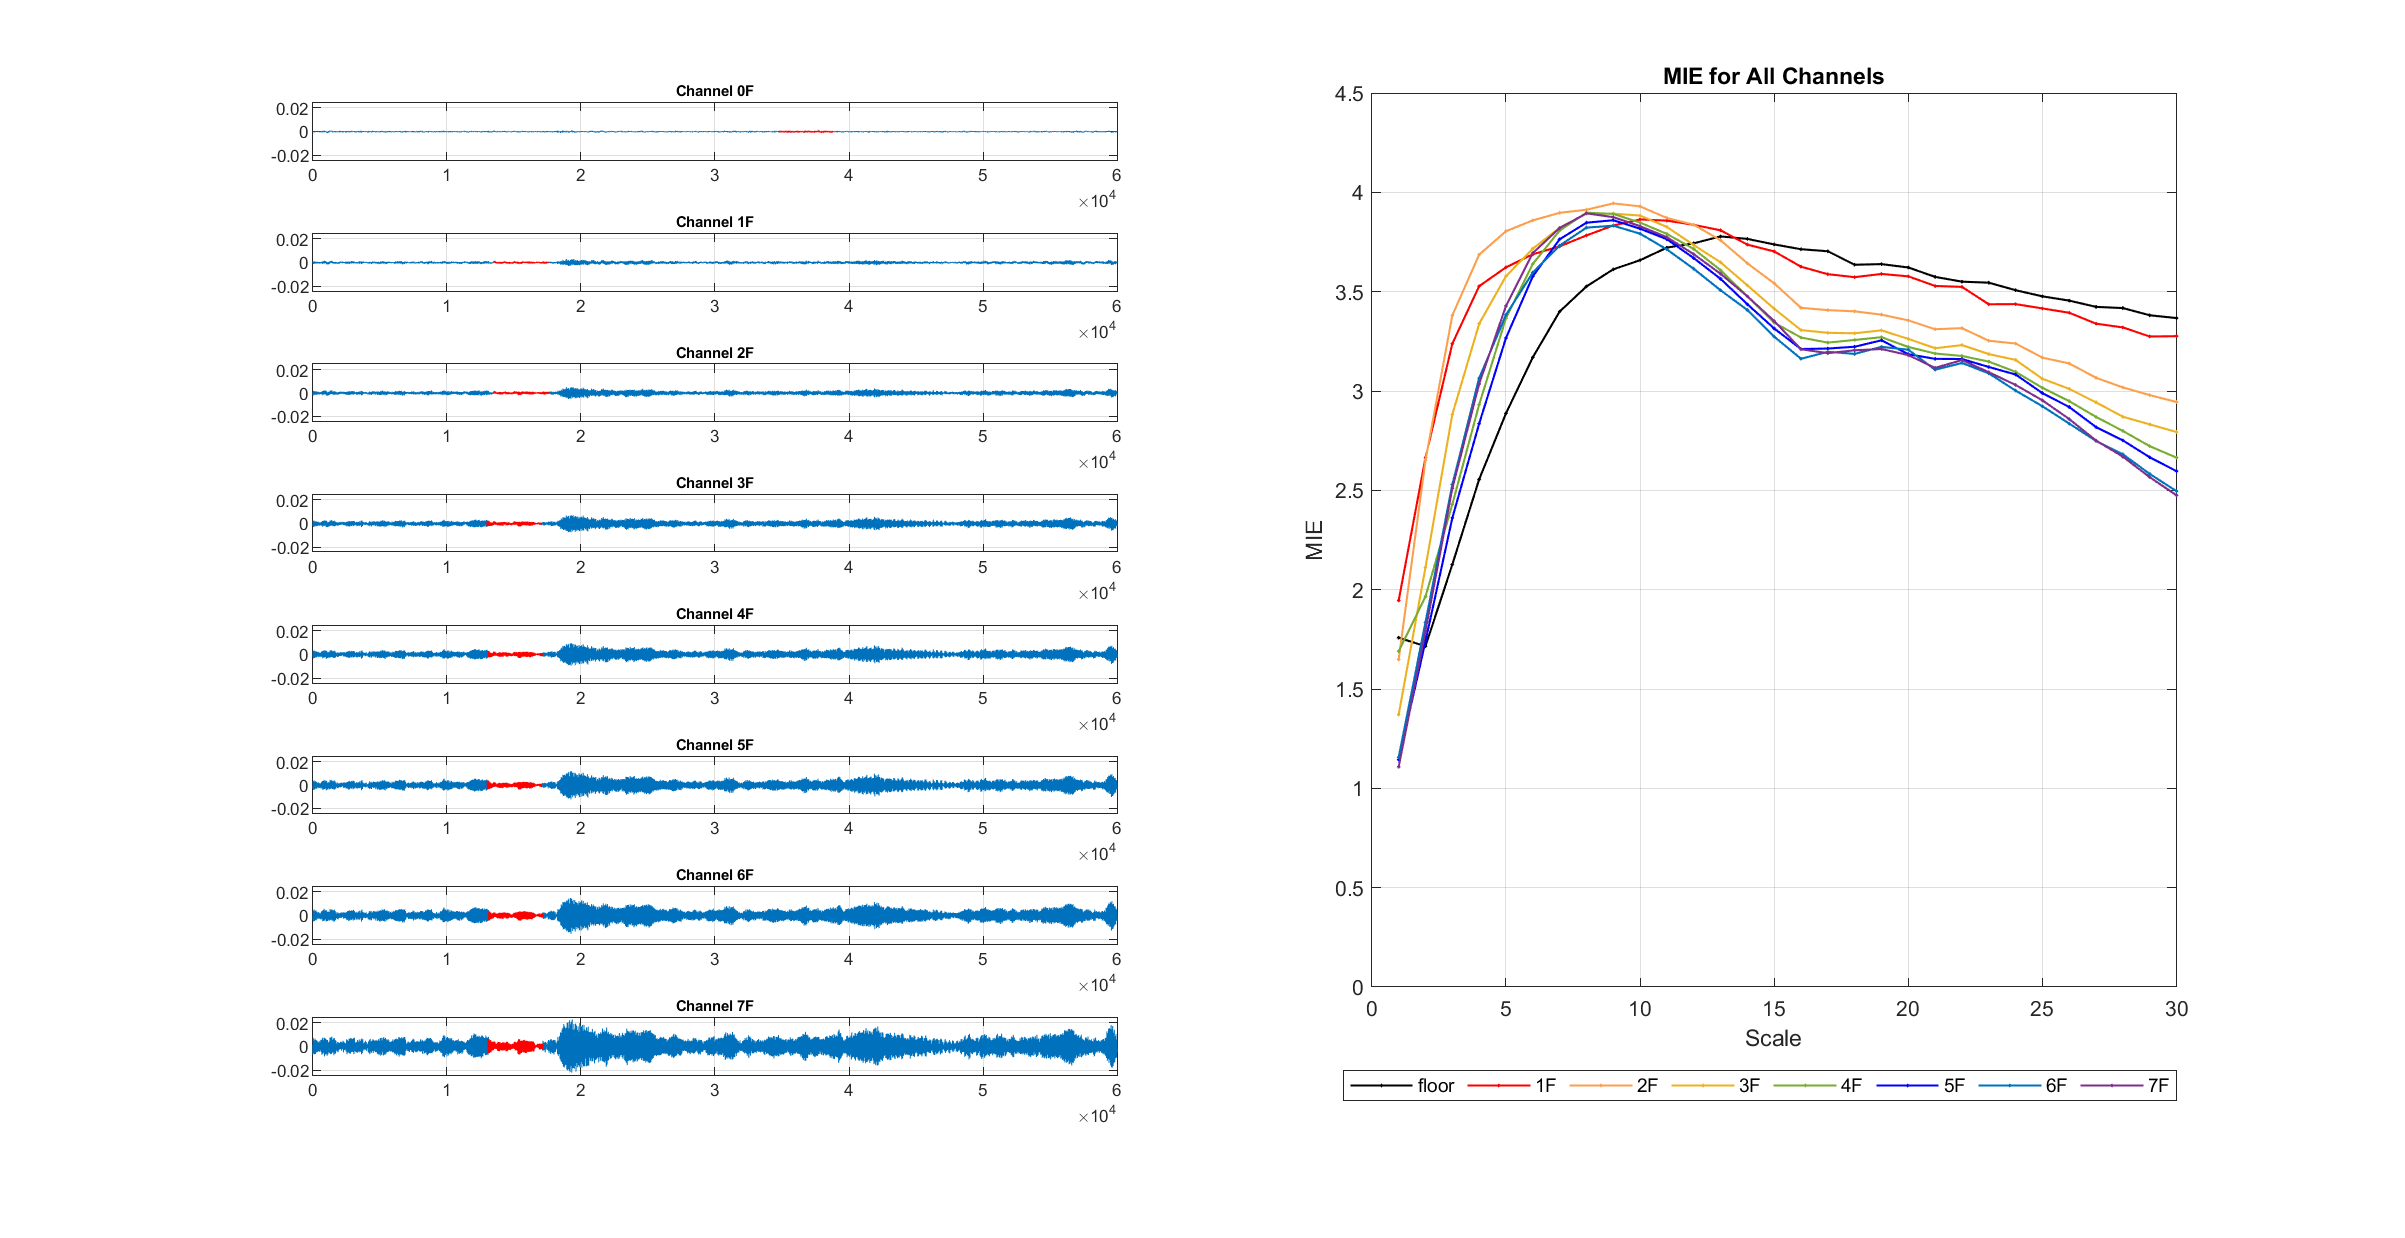 Channel 0F
0.02
0
-0.02
0 1 2 3 4 5 6
×10^4
Channel 1F
0.02
0
-0.02
0 1 2 3 4 5 6
×10^4
Channel 2F
0.02
0
-0.02
0 1 2 3 4 5 6
×10^4
Channel 3F
0.02
0
-0.02
0 1 2 3 4 5 6
×10^4
Channel 4F
0.02
0
-0.02
0 1 2 3 4 5 6
×10^4
Channel 5F
0.02
0
-0.02
0 1 2 3 4 5 6
×10^4
Channel 6F
0.02
0
-0.02
0 1 2 3 4 5 6
×10^4
Channel 7F
0.02
0
-0.02
0 1 2 3 4 5 6
×10^4
MIE for All Channels
4.5
4
3.5
3
2.5
2
1.5
1
0.5
0
MIE
0 5 10 15 20 25 30
Scale
floor 1F 2F 3F 4F 5F 6F 7F